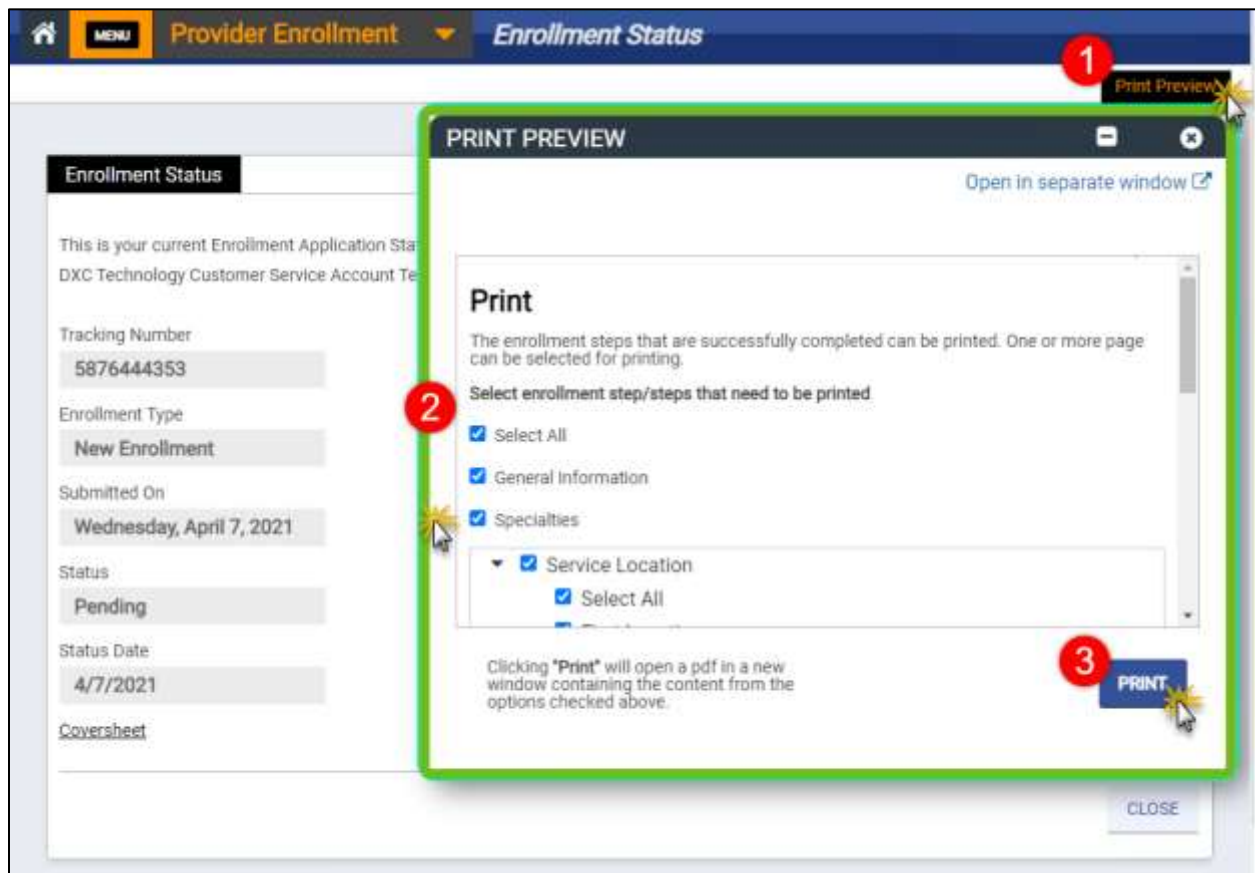 MENU Provider Enrollment Enrollment Status
1
Print Preview
PRINT PREVIEW
Open in separate window
Enrollment Status
This is your current Enrollment Application
DXC Technology Customer Service Account
Tracking Number
5876444353
Enrollment Type
New Enrollment
Submitted On
Wednesday, April 7, 2021
Status
Pending
Status Date
4/7/2021
Coversheet
Print
The enrollment steps that are successfully completed can be printed. One or more page
can be selected for printing.
2
Select enrollment step/steps that need to be printed
Select All
General Information
Specialties
Service Location
Select All
Clicking "Print" will open a pdf in a new
window containing the content from the
options checked above.
3
PRINT
CLOSE